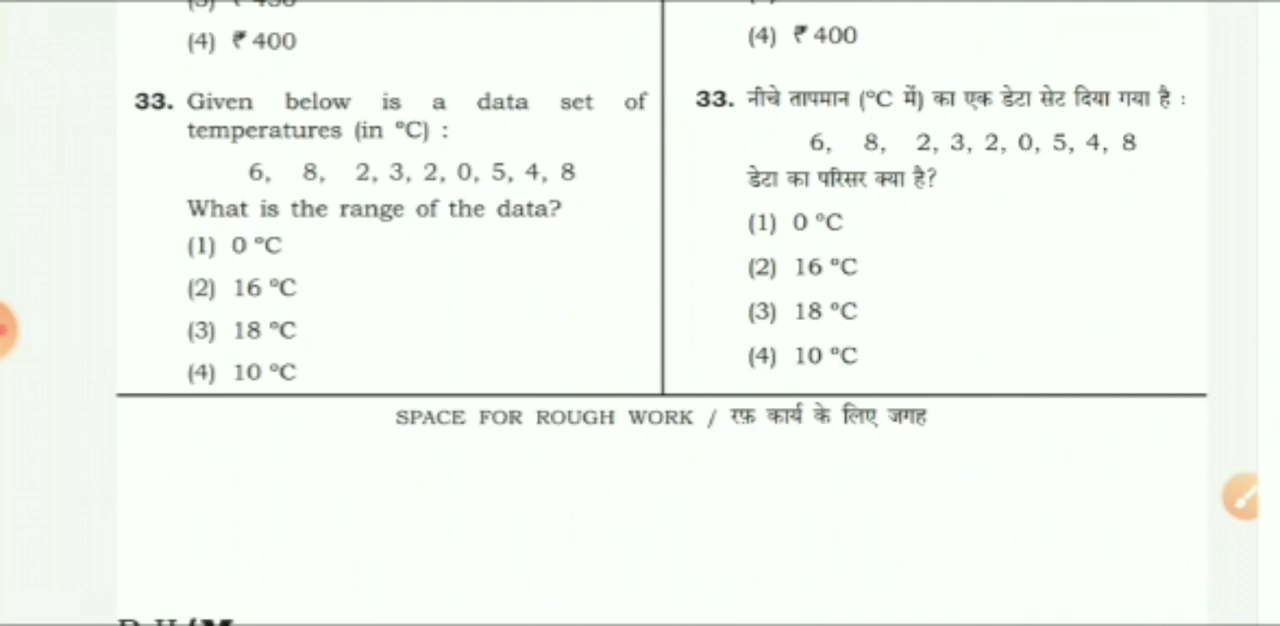 (4) ₹ 400
33. Given below is a data set of
temperatures (in °C) :
6, 8, 2, 3, 2, 0, 5, 4, 8
What is the range of the data?
(1) 0 °C
(2) 16 °C
(3) 18 °C
(4) 10 °C
(4) ₹ 400
33. नीचे तापमान (°C में) का एक डेटा सेट दिया गया है :
6, 8, 2, 3, 2, 0, 5, 4, 8
डेटा का परिसर क्या है?
(1) 0 °C
(2) 16 °C
(3) 18 °C
(4) 10 °C
SPACE FOR ROUGH WORK / रफ़ कार्य के लिए जगह